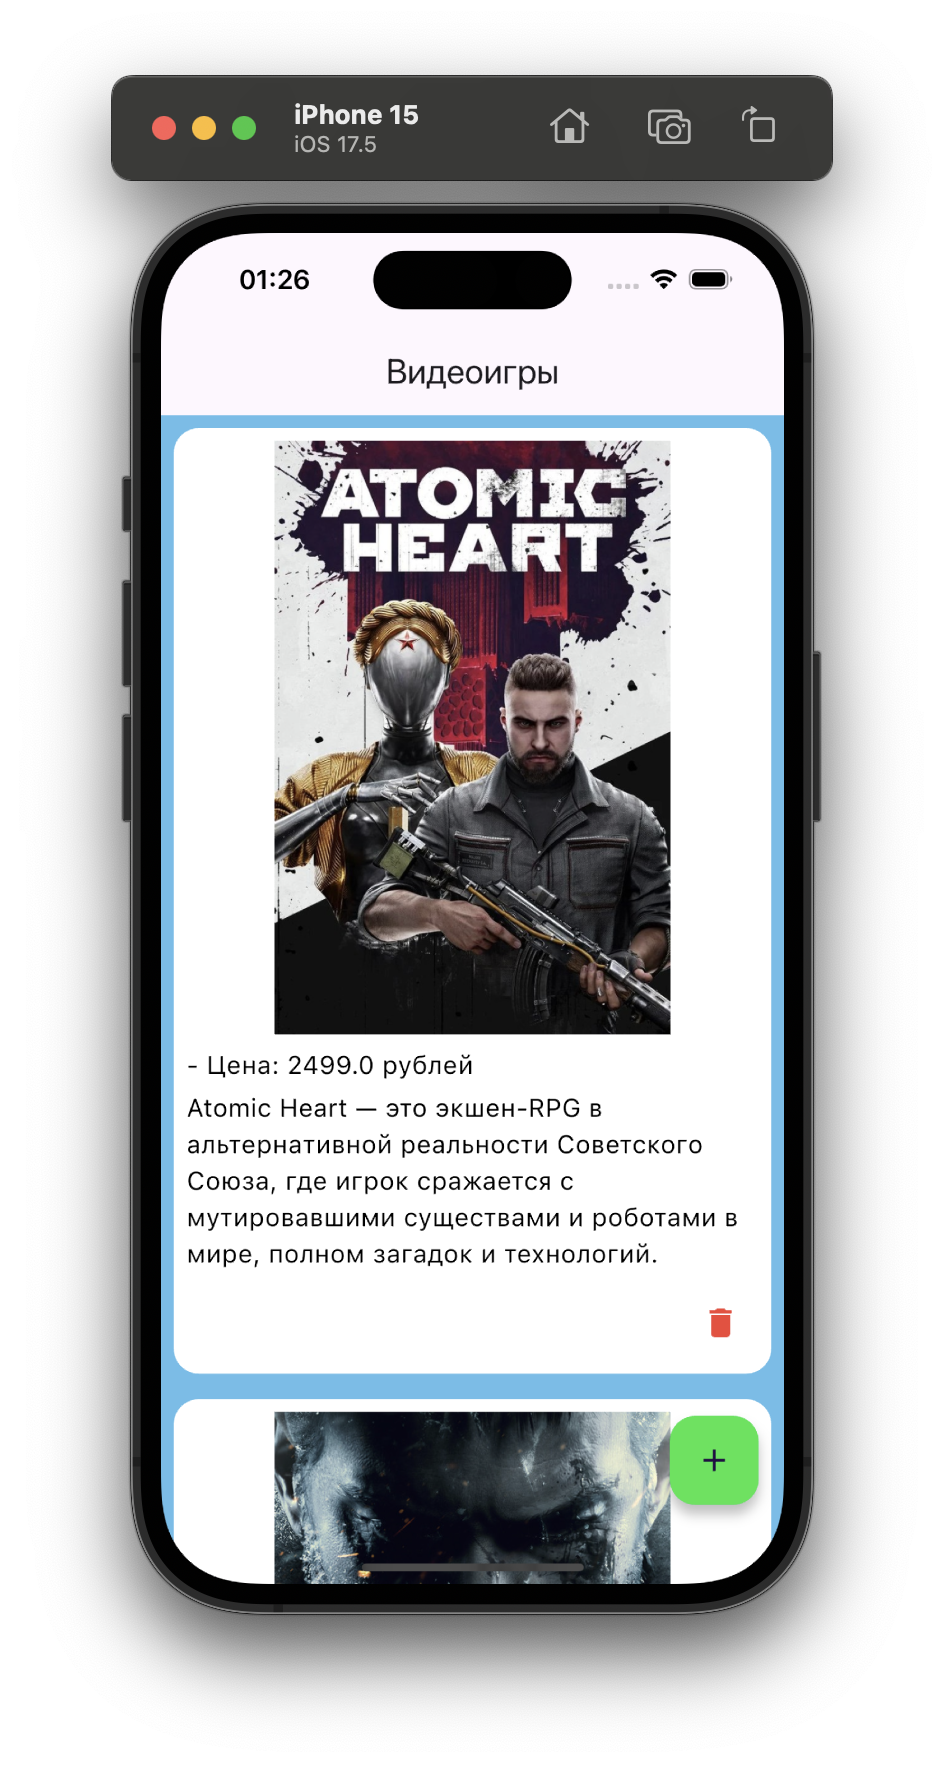 iPhone 15
iOS 17.5
01:26
Видеоигры
ATOMIC
HEART
- Цена: 2499.0 рублей
Atomic Heart — это экшен-RPG в
альтернативной реальности Советского
Союза, где игрок сражается с
мутировавшими существами и роботами в
мире, полном загадок и технологий.